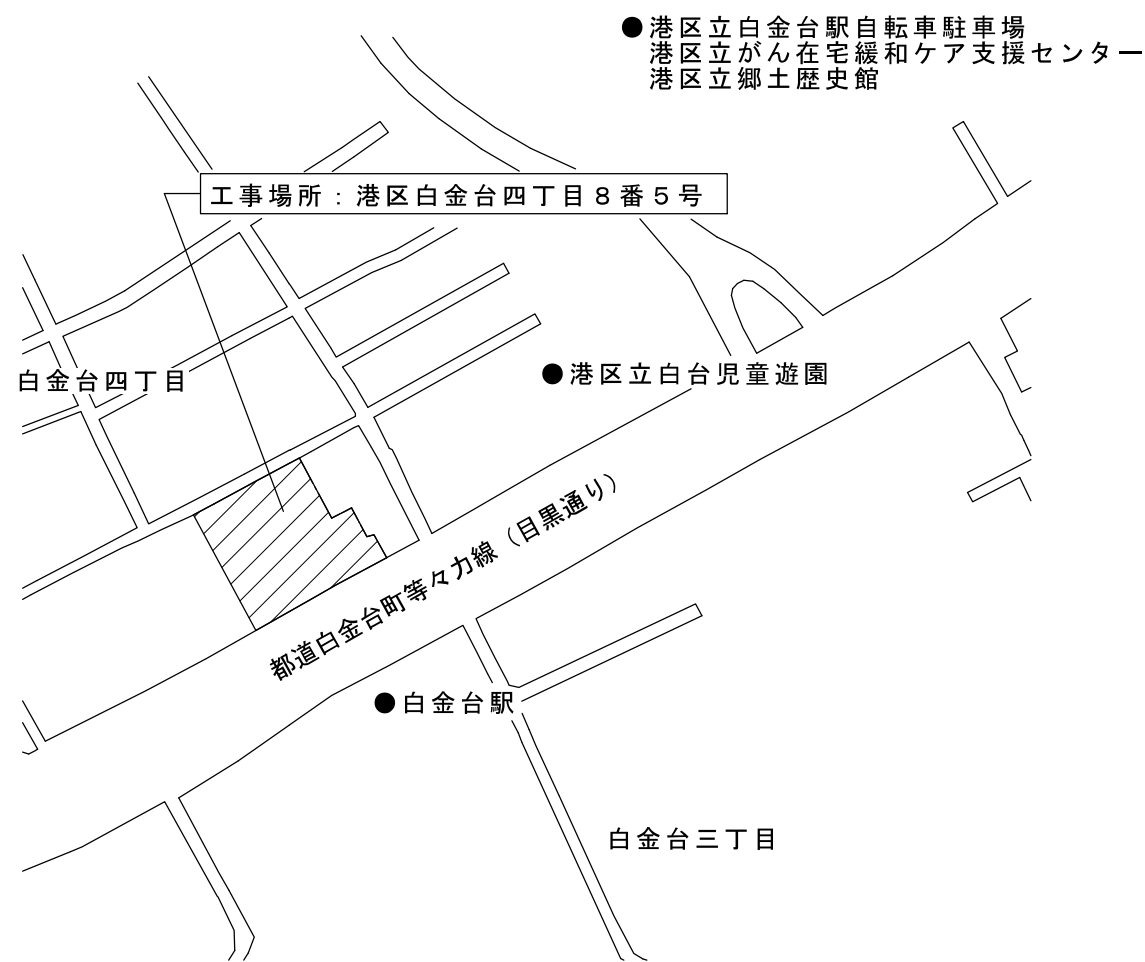 ●港区立白金台駅自転車駐車場
港区立がん在宅緩和ケア支援センター
港区立郷土歴史館
工事場所：港区白金台四丁目８番５号
白金台四丁目
●港区立白台児童遊園
都道白金台町等々力線（目黒通り）
●白金台駅
白金台三丁目